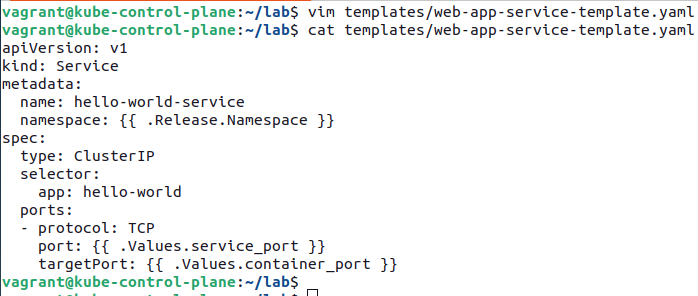 vagrant@kube-control-plane:~/lab$ vim templates/web-app-service-template.yaml
vagrant@kube-control-plane:~/lab$ cat templates/web-app-service-template.yaml
apiVersion: v1
kind: Service
metadata:
  name: hello-world-service
  namespace: {{ .Release.Namespace }}
spec:
  type: ClusterIP
  selector:
    app: hello-world
  ports:
  - protocol: TCP
    port: {{ .Values.service_port }}
    targetPort: {{ .Values.container_port }}
vagrant@kube-control-plane:~/lab$